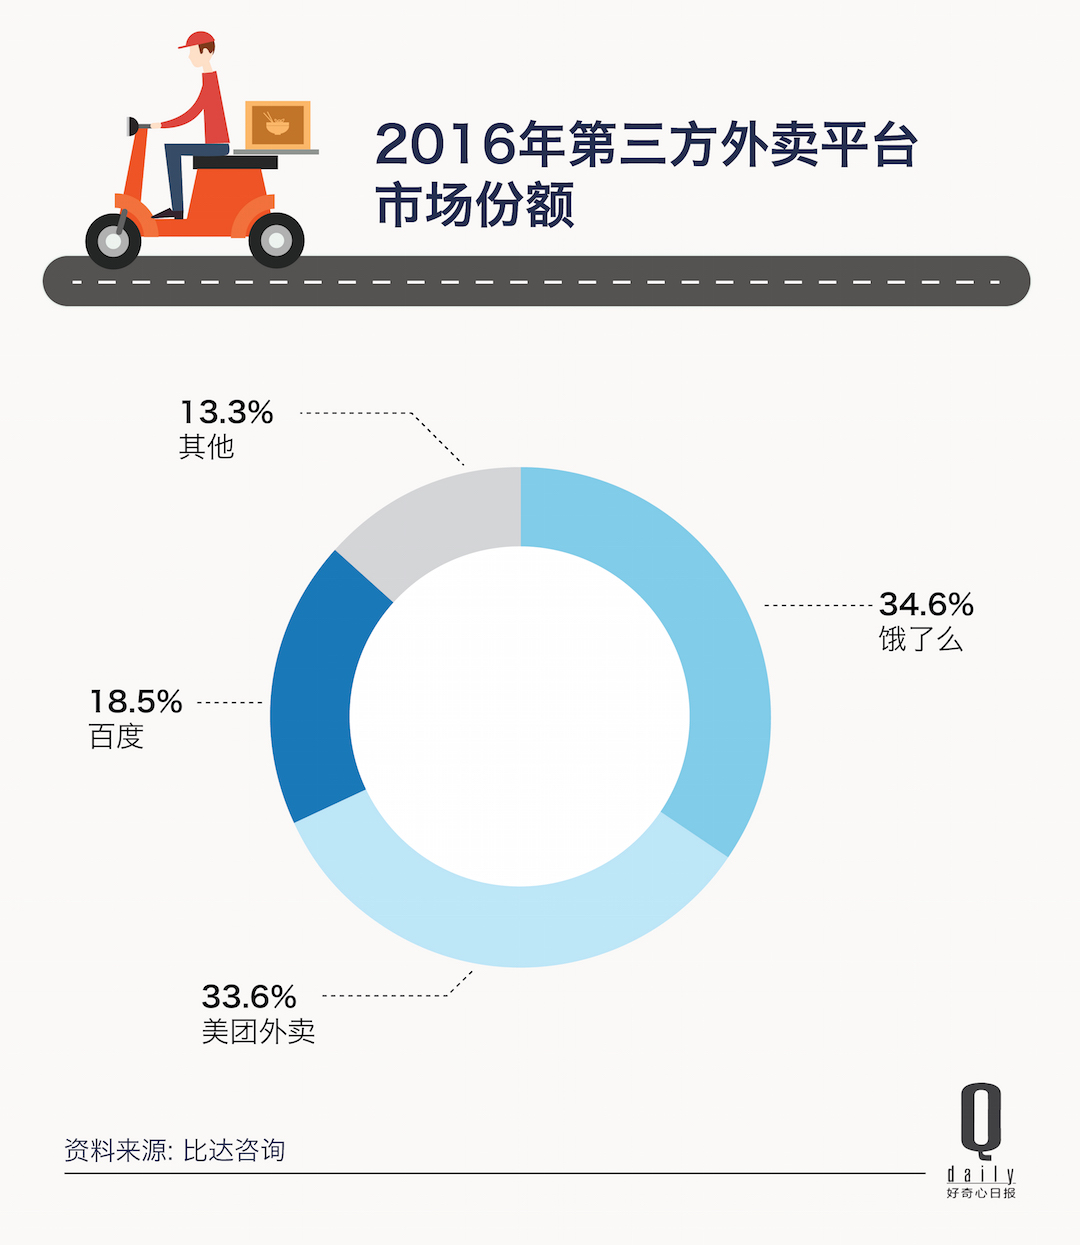 2016年第三方外卖平台
市场份额
13.3%
其他
34.6%
饿了么
18.5%
百度
33.6%
美团外卖
资料来源: 比达咨询
Q
daily
好奇心日报